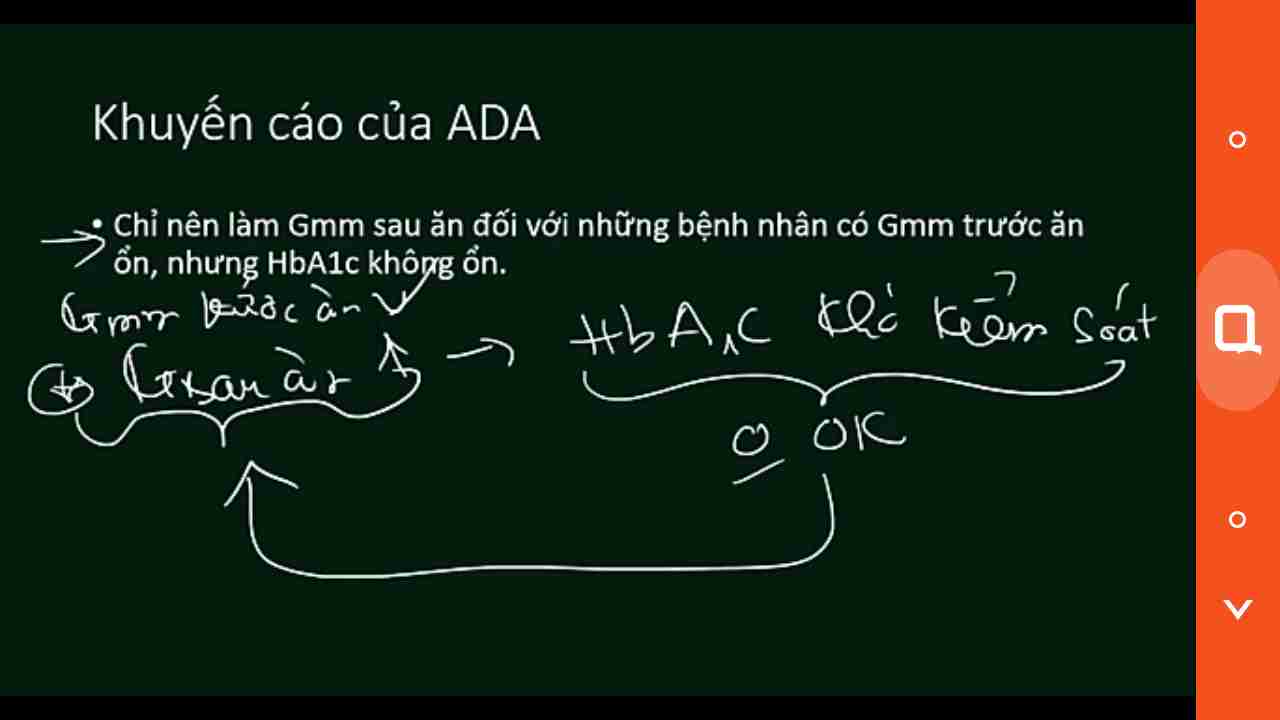 Khuyến cáo của ADA
• Chỉ nên làm Gmm sau ăn đối với những bệnh nhân có Gmm trước ăn
ổn, nhưng HbA1c không ổn.
Gmm trước ăn
HbA1C khó kiểm soát
G sau ăn
0 OK